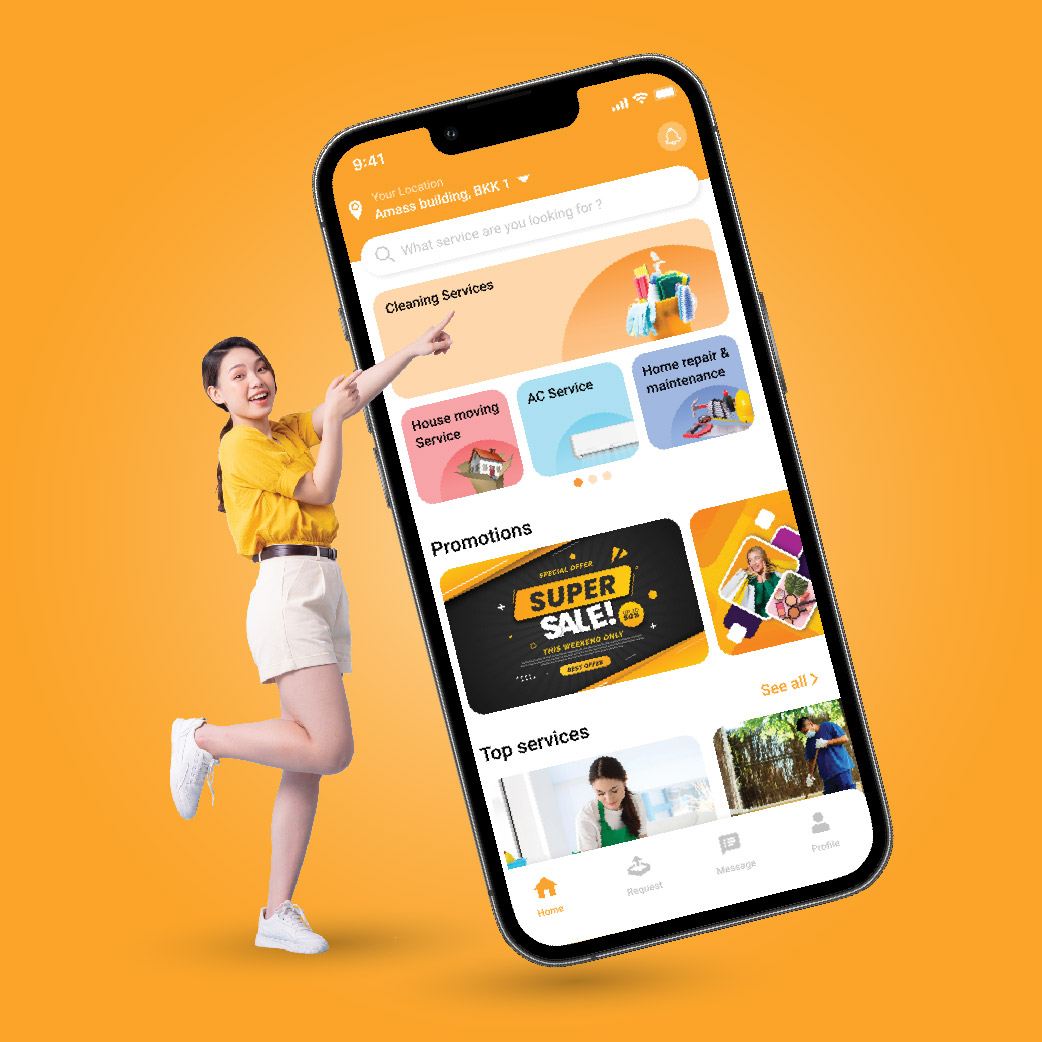 9:41
Your Location
Amass building, BKK 1
What service are you looking for ?
Cleaning Services
House moving
Service
AC Service
Home repair &
maintenance
Promotions
SPECIAL OFFER
SUPER
SALE!
UP TO
50%
THIS WEEKEND ONLY
BEST OFFER
See all
Top services
Home
Request
Message
Profile